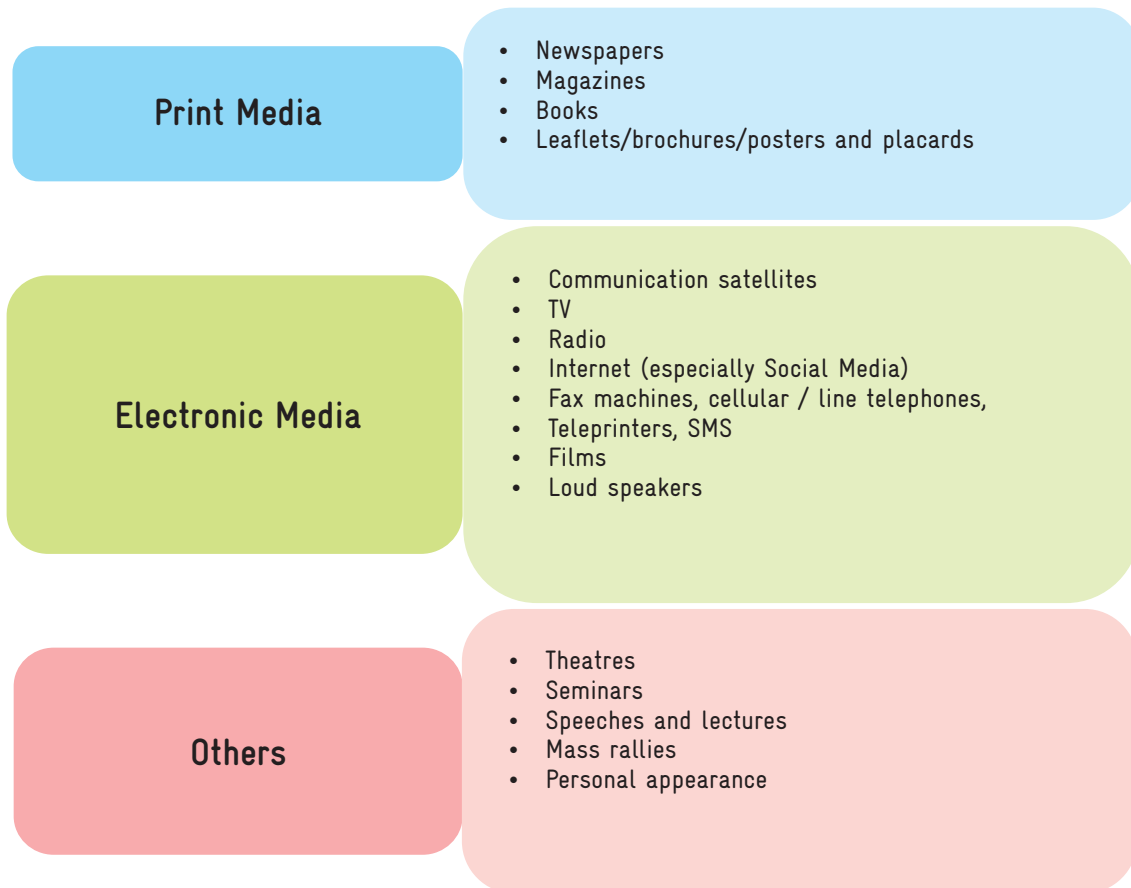 Print Media
• Newspapers
• Magazines
• Books
• Leaflets/brochures/posters and placards
Electronic Media
• Communication satellites
• TV
• Radio
• Internet (especially Social Media)
• Fax machines, cellular / line telephones,
• Teleprinters, SMS
• Films
• Loud speakers
Others
• Theatres
• Seminars
• Speeches and lectures
• Mass rallies
• Personal appearance